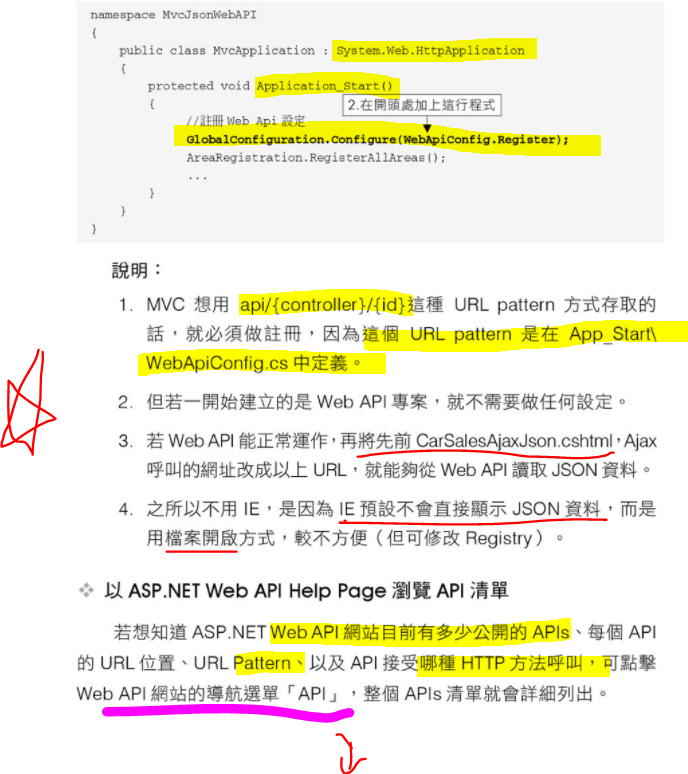 namespace MvcJsonWebAPI
{
public class MvcApplication : System.Web.HttpApplication
{
protected void Application_Start()
{
2.在開頭處加上這行程式
//註冊 Web Api 設定
GlobalConfiguration.Configure(WebApiConfig.Register);
AreaRegistration.RegisterAllAreas();
...
}
}
}
說明：
1. MVC 想用 api/{controller}/{id}這種 URL pattern 方式存取的
話，就必須做註冊，因為這個 URL pattern 是在 App_Start\
WebApiConfig.cs 中定義。
2. 但若一開始建立的是 Web API 專案，就不需要做任何設定。
3. 若 Web API 能正常運作，再將先前 CarSalesAjaxJson.cshtml，Ajax
呼叫的網址改成以上 URL，就能夠從 Web API 讀取 JSON 資料。
4. 之所以不用 IE，是因為 IE 預設不會直接顯示 JSON 資料，而是
用檔案開啟方式，較不方便（但可修改 Registry）。
❖ 以 ASP.NET Web API Help Page 瀏覽 API 清單
若想知道 ASP.NET Web API 網站目前有多少公開的 APIs、每個 API
的 URL 位置、URL Pattern、以及 API 接受哪種 HTTP 方法呼叫，可點擊
Web API 網站的導航選單「API」，整個 APIs 清單就會詳細列出。